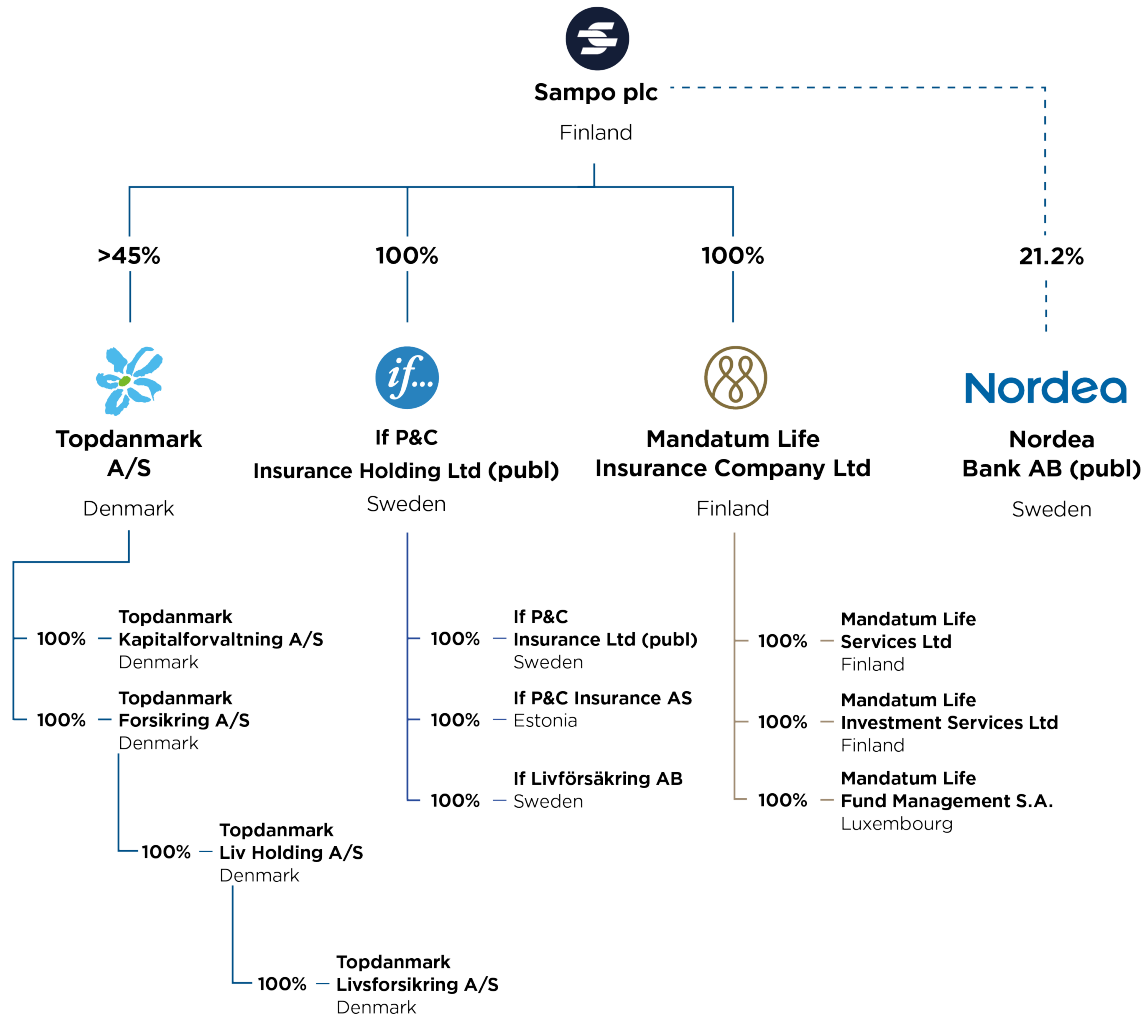 Sampo plc
Finland
>45%
100%
100%
21.2%
if...
Nordea
Topdanmark
A/S
Denmark
If P&C
Insurance Holding Ltd (publ)
Sweden
Mandatum Life
Insurance Company Ltd
Finland
Nordea
Bank AB (publ)
Sweden
100%
Topdanmark
Kapitalforvaltning A/S
Denmark
100%
Topdanmark
Forsikring A/S
Denmark
100%
Topdanmark
Liv Holding A/S
Denmark
100%
Topdanmark
Livsforsikring A/S
Denmark
100%
If P&C
Insurance Ltd (publ)
Sweden
100%
If P&C Insurance AS
Estonia
100%
If Livförsäkring AB
Sweden
100%
Mandatum Life
Services Ltd
Finland
100%
Mandatum Life
Investment Services Ltd
Finland
100%
Mandatum Life
Fund Management S.A.
Luxembourg